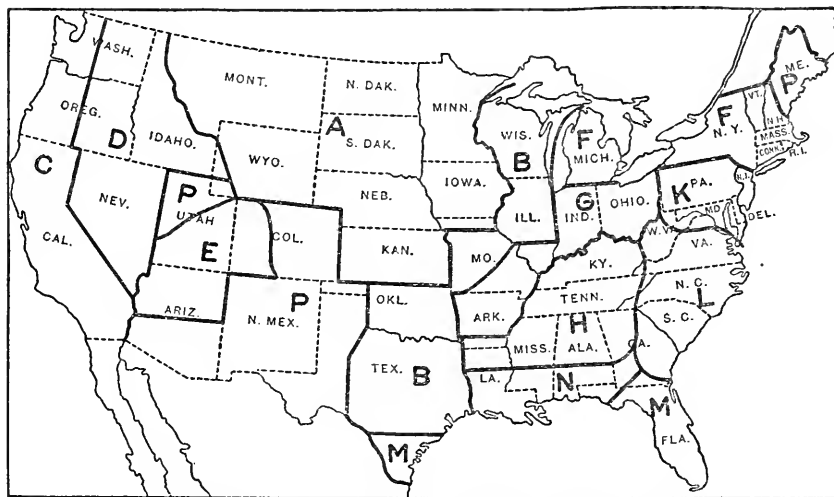 WASH.
MONT.
N. DAK.
MINN.
ME.
P
VT.
OREG.
D
IDAHO.
A
S. DAK.
WIS.
B
F
MICH.
F
N.Y.
N.H.
MASS.
CONN.
R.I.
C
WYO.
NEB.
IOWA.
NEV.
P
UTAH
E
COL.
KAN.
ILL.
G
IND.
OHIO.
K
PA.
N.J.
MD.
DEL.
CAL.
MO.
W.VA.
VA.
KY.
ARIZ.
P
N. MEX.
OKL.
ARK.
TENN.
N. C.
L
S. C.
H
MISS.
ALA.
GA.
TEX.
B
LA.
N
M
M
FLA.